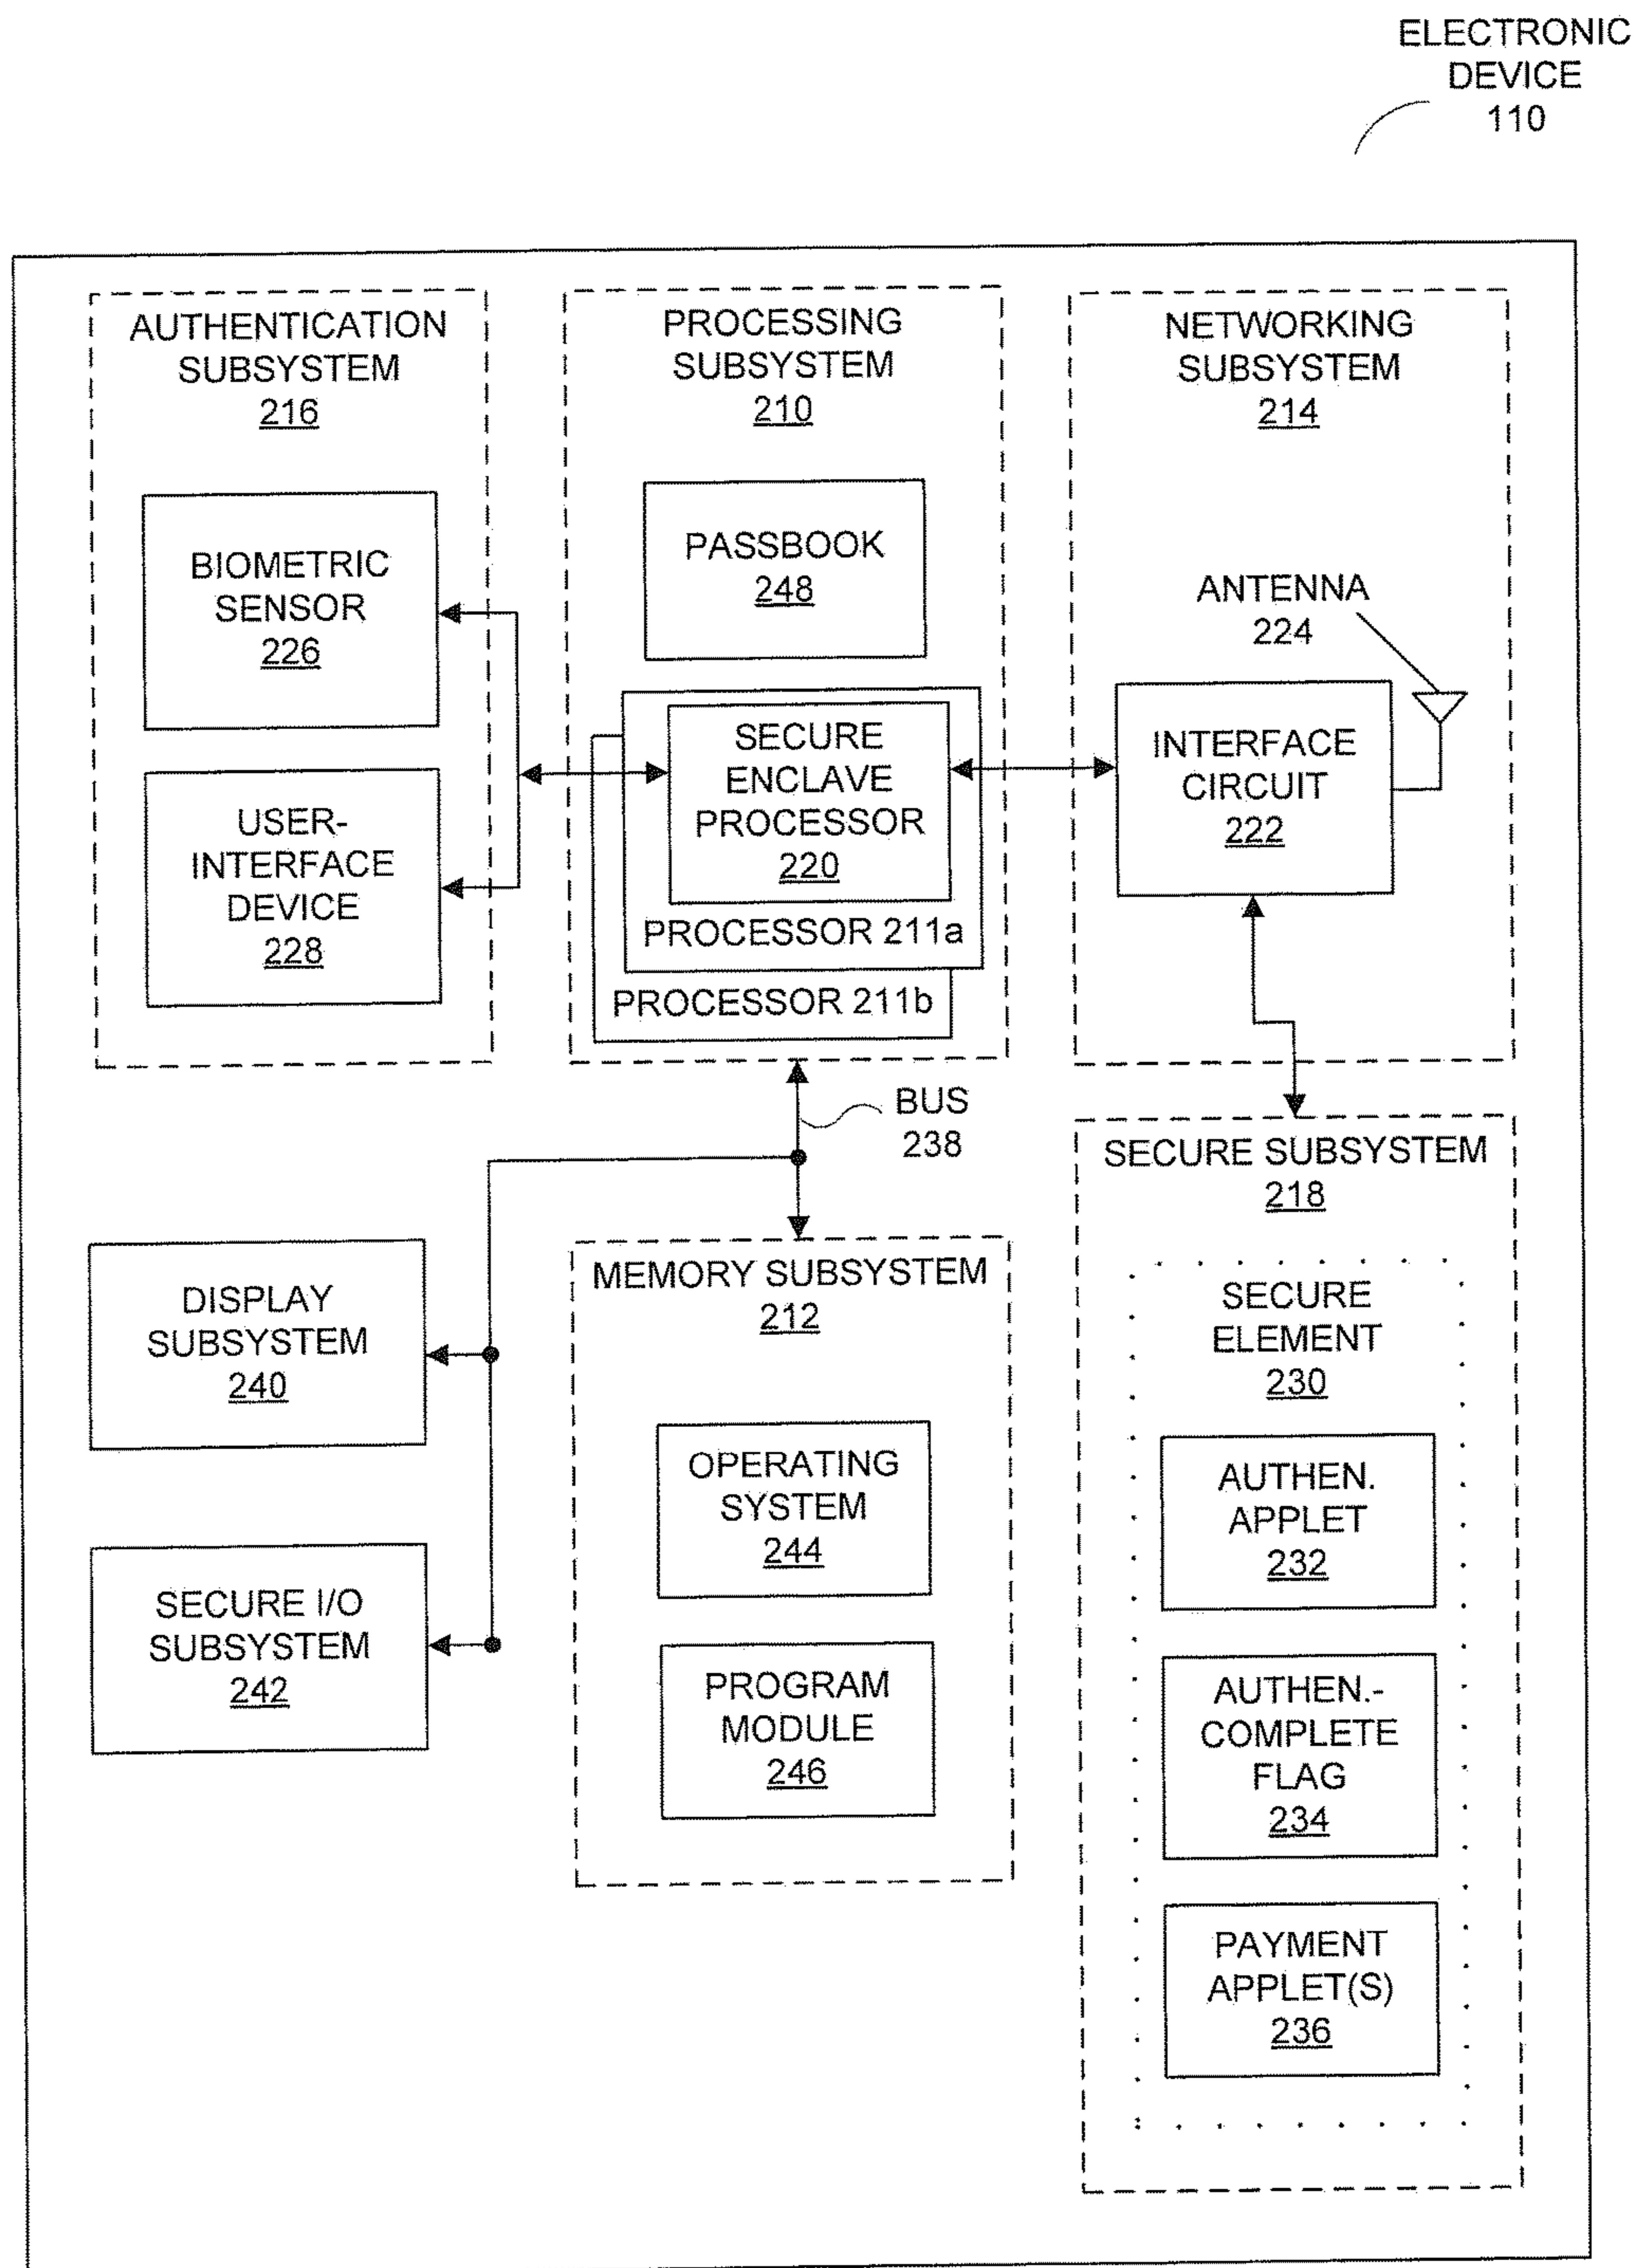 ELECTRONIC
DEVICE
110
AUTHENTICATION
SUBSYSTEM
216
BIOMETRIC
SENSOR
226
USER-
INTERFACE
DEVICE
228
PROCESSING
SUBSYSTEM
210
PASSBOOK
248
SECURE
ENCLAVE
PROCESSOR
220
PROCESSOR 211a
PROCESSOR 211b
NETWORKING
SUBSYSTEM
214
ANTENNA
224
INTERFACE
CIRCUIT
222
BUS
238
DISPLAY
SUBSYSTEM
240
SECURE I/O
SUBSYSTEM
242
MEMORY SUBSYSTEM
212
OPERATING
SYSTEM
244
PROGRAM
MODULE
246
SECURE SUBSYSTEM
218
SECURE
ELEMENT
230
AUTHEN.
APPLET
232
AUTHEN.-
COMPLETE
FLAG
234
PAYMENT
APPLET(S)
236